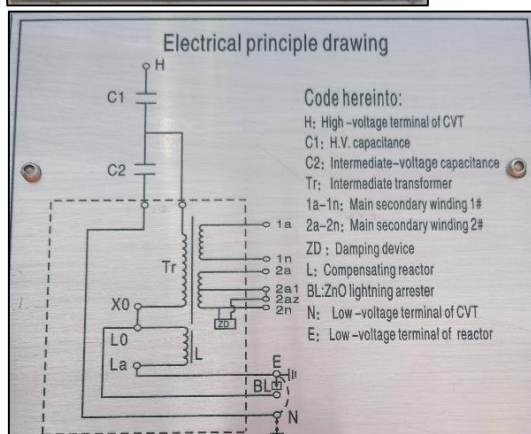 Electrical principle drawing
H
C1
C2
Tr
X0
L0
La
L
1a
1n
2a
2a1
2az
2n
ZD
E
BL
N
Code hereinto:
H: High-voltage terminal of CVT
C1: H.V. capacitance
C2: Intermediate-voltage capacitance
Tr: Intermediate transformer
1a-1n: Main secondary winding 1#
2a-2n: Main secondary winding 2#
ZD: Damping device
L: Compensating reactor
BL:ZnO lightning arrester
N: Low-voltage terminal of CVT
E: Low-voltage terminal of reactor